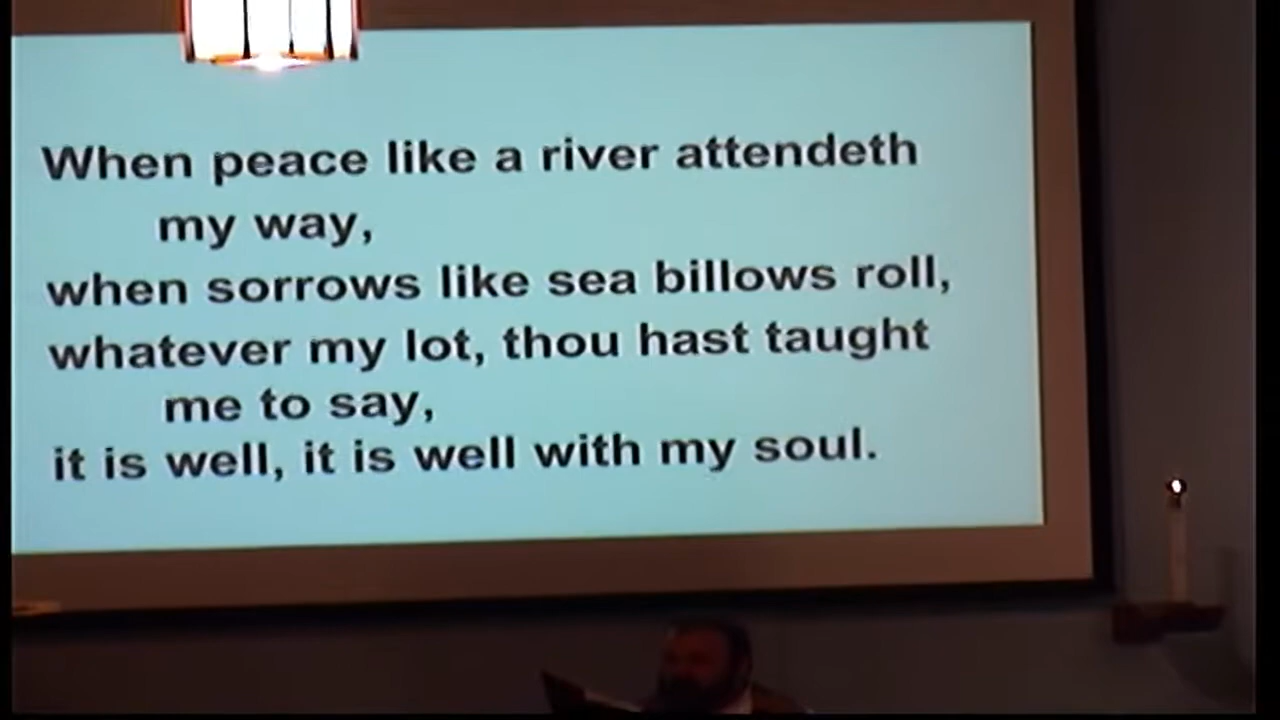 When peace like a river attendeth
my way,
when sorrows like sea billows roll,
whatever my lot, thou hast taught
me to say,
it is well, it is well with my soul.